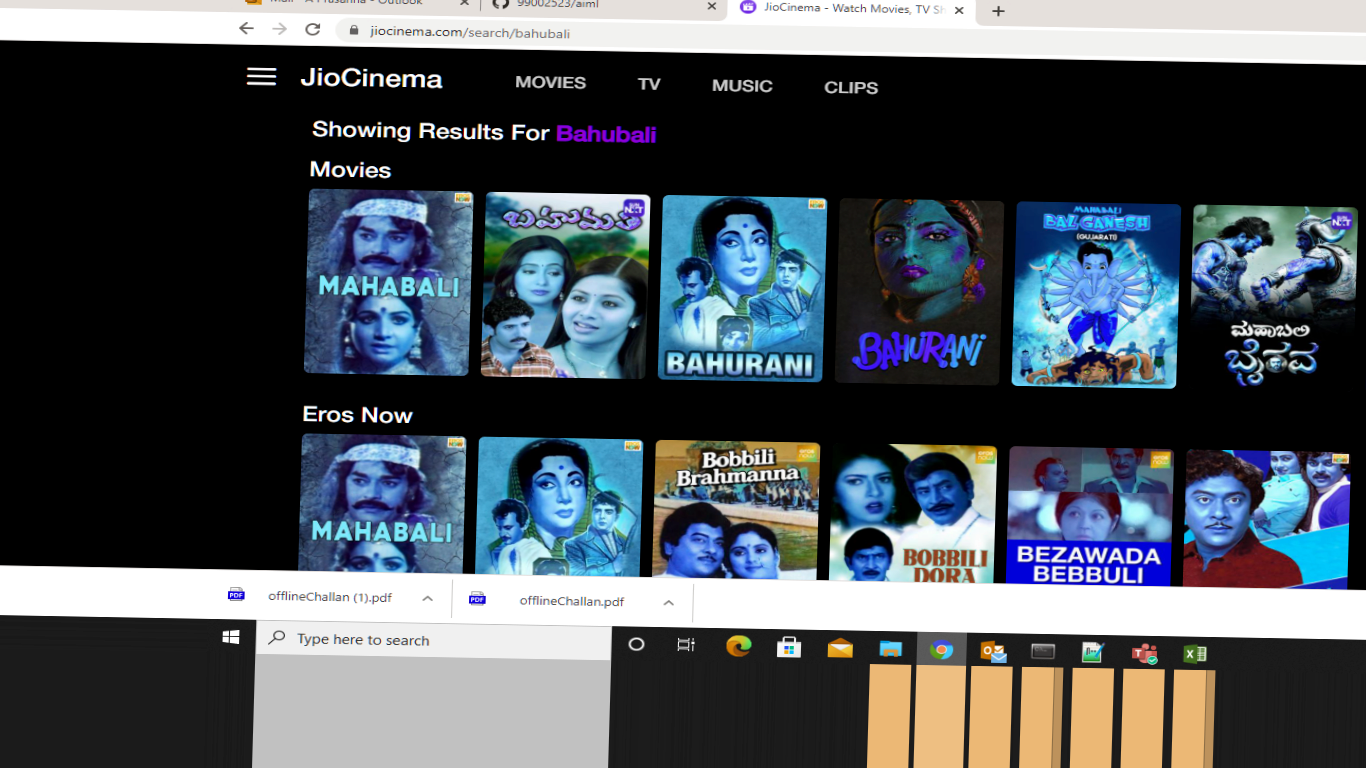 Mail - A Prasanna - Outlook
99002523/aiml
JioCinema - Watch Movies, TV Sh
jiocinema.com/search/bahubali
JioCinema
MOVIES
TV
MUSIC
CLIPS
Showing Results For Bahubali
Movies
MAHABALI
ಬಹುಮತ
BAHURANI
BAHURANI
MAHABALI
BAL GANESH
(GUJARATI)
ಮಹಾಬಲಿ
ಭೈರವ
Eros Now
MAHABALI
Bobbili
Brahmanna
BOBBILI
DORA
BEZAWADA
BEBBULI
offlineChallan (1).pdf
offlineChallan.pdf
Type here to search